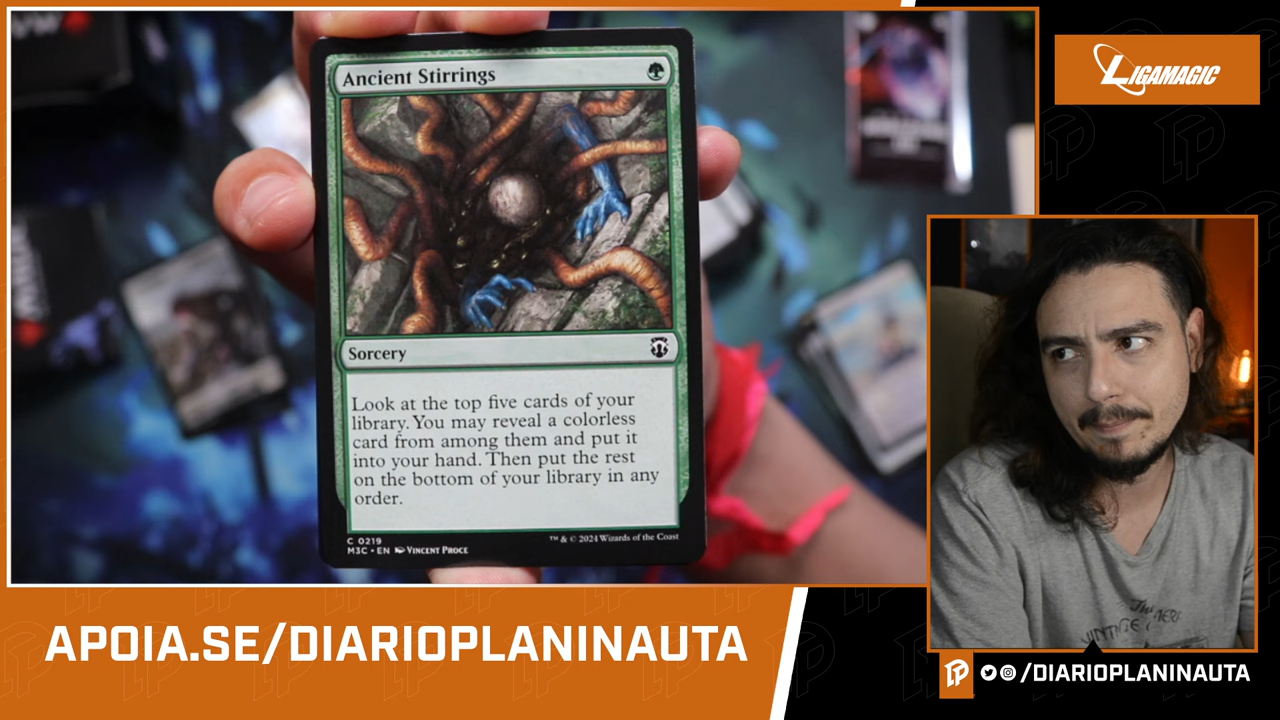 Ancient Stirrings
Sorcery
Look at the top five cards of your
library. You may reveal a colorless
card from among them and put it
into your hand. Then put the rest
on the bottom of your library in any
order.
C 0219
M3C • EN VINCENT PROCE
™ & © 2024 Wizards of the Coast
LIGAMAGIC
APOIA.SE/DIARIOPLANINAUTA
/DIARIOPLANINAUTA